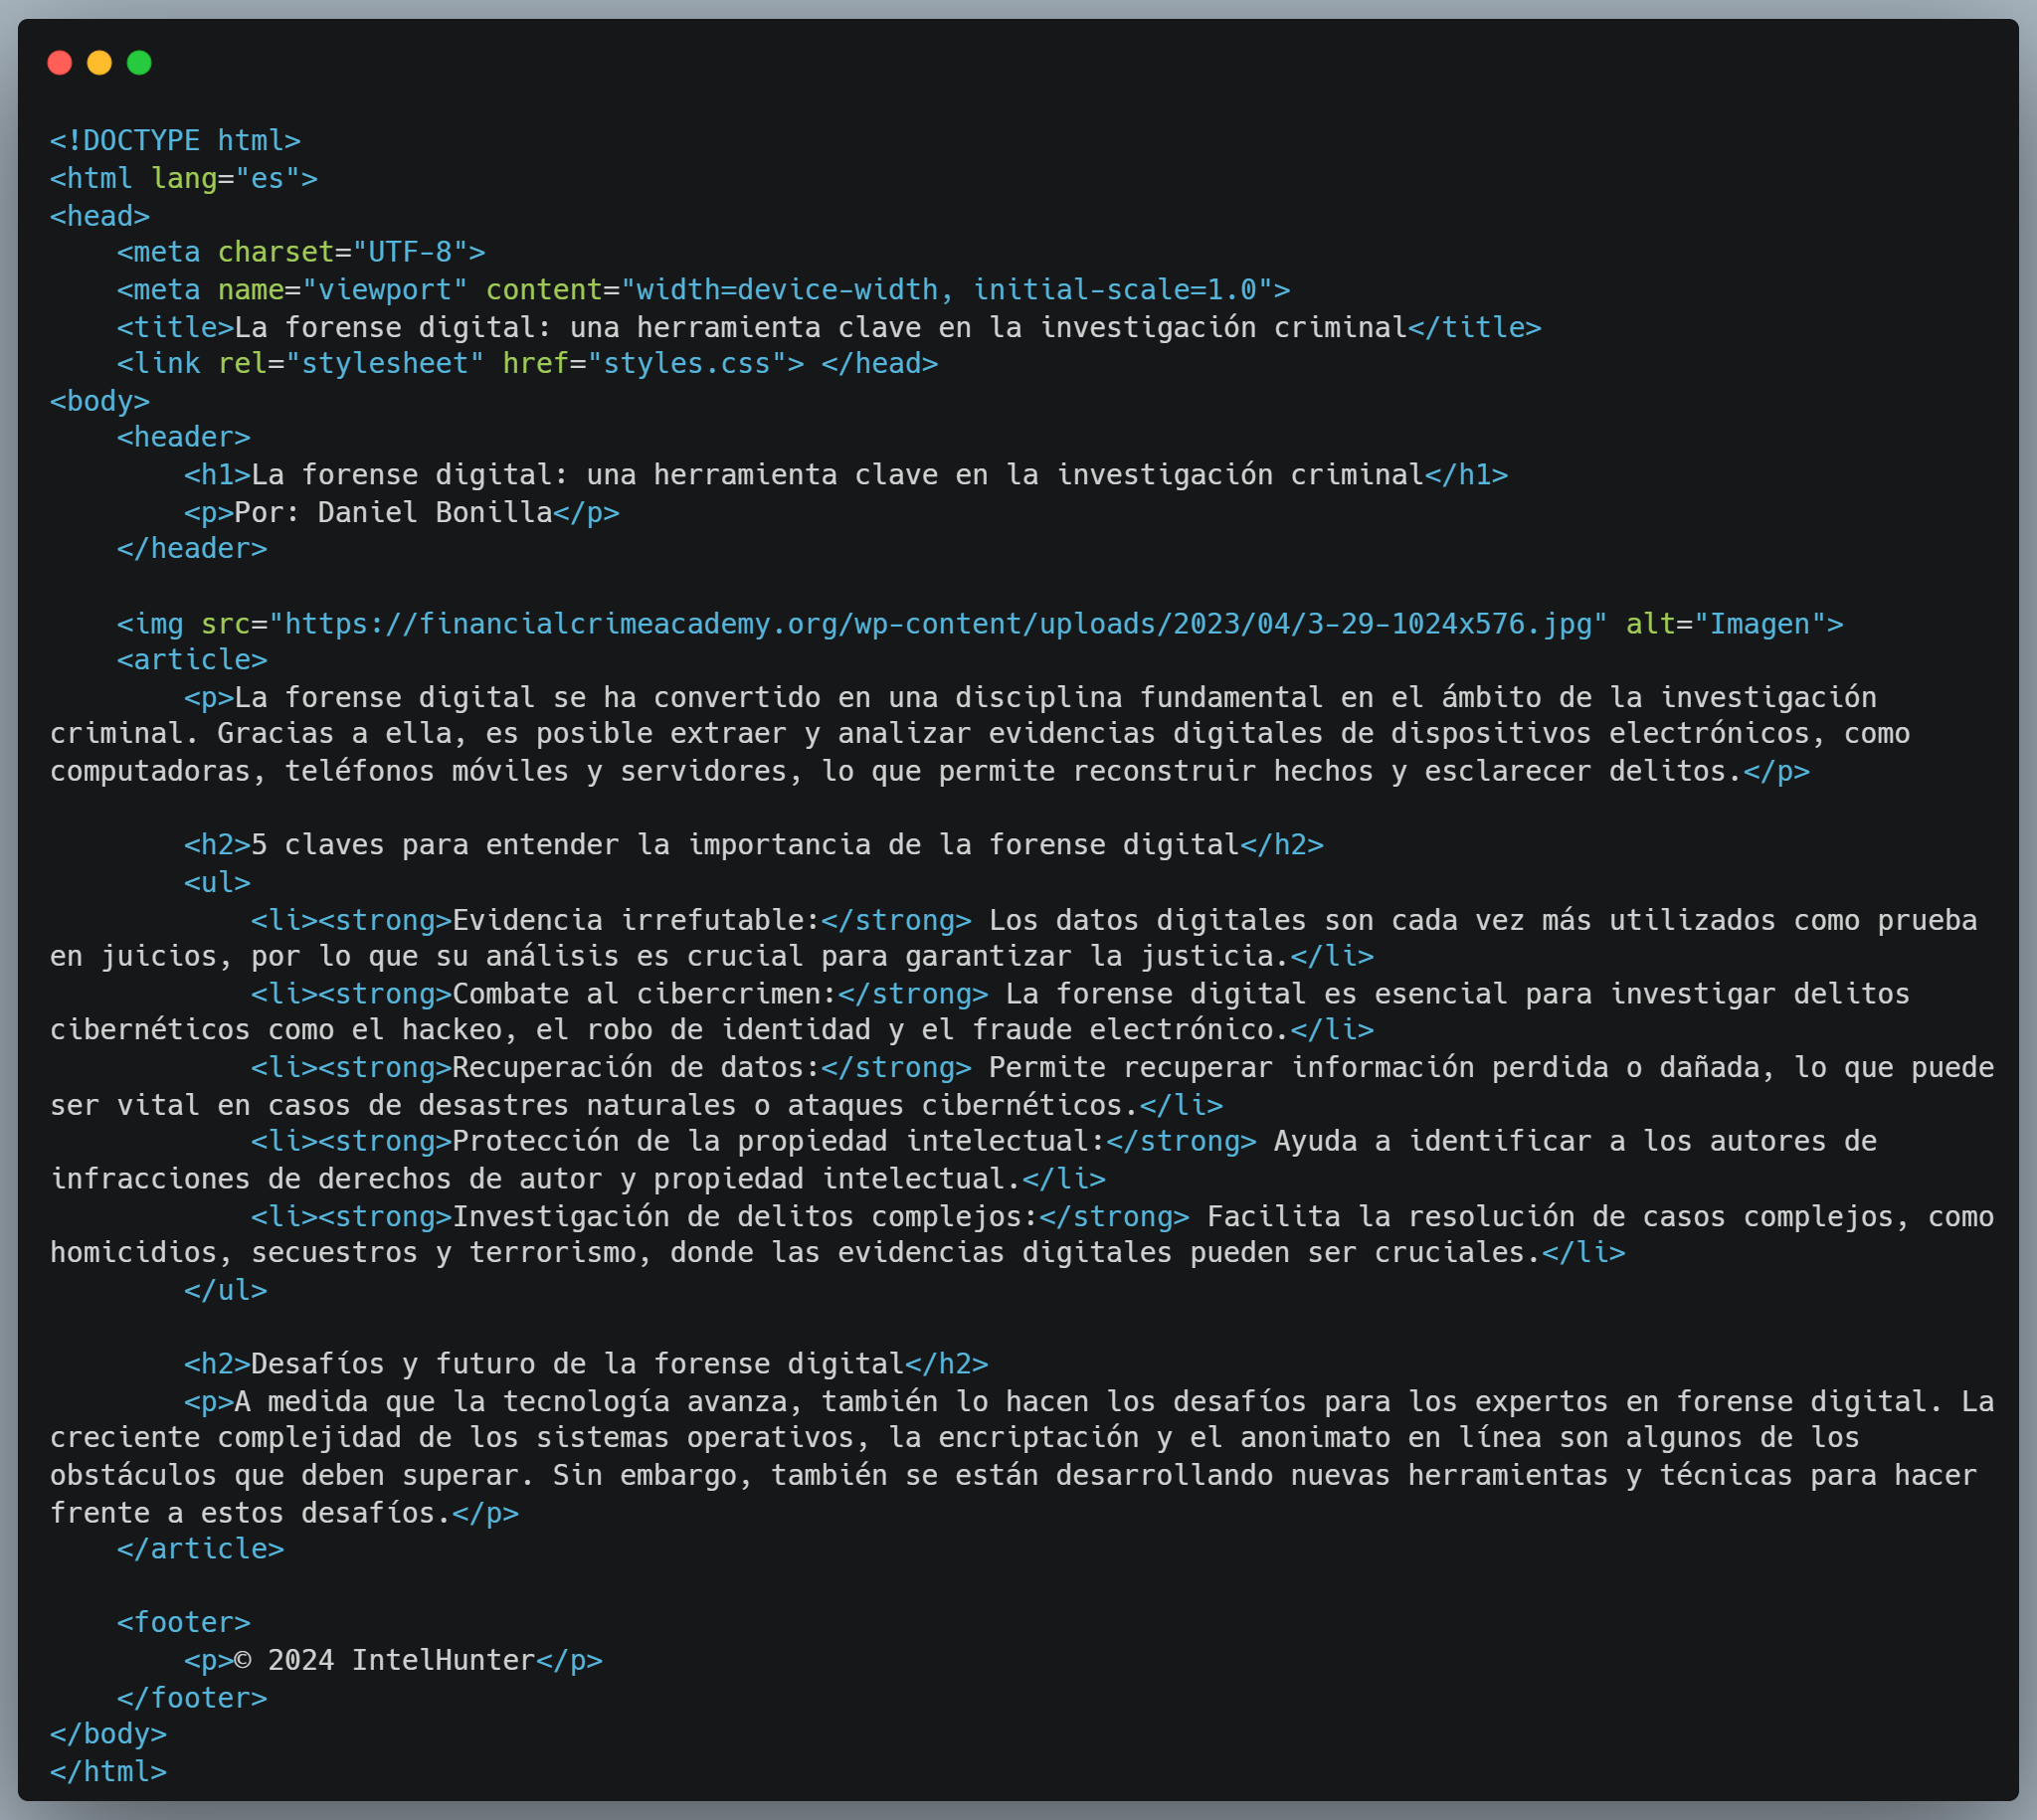 <!DOCTYPE html>
<html lang="es">
<head>
    <meta charset="UTF-8">
    <meta name="viewport" content="width=device-width, initial-scale=1.0">
    <title>La forense digital: una herramienta clave en la investigación criminal</title>
    <link rel="stylesheet" href="styles.css"> </head>
<body>
    <header>
        <h1>La forense digital: una herramienta clave en la investigación criminal</h1>
        <p>Por: Daniel Bonilla</p>
    </header>

    <img src="https://financialcrimeacademy.org/wp-content/uploads/2023/04/3-29-1024x576.jpg" alt="Imagen">
    <article>
        <p>La forense digital se ha convertido en una disciplina fundamental en el ámbito de la investigación
criminal. Gracias a ella, es posible extraer y analizar evidencias digitales de dispositivos electrónicos, como
computadoras, teléfonos móviles y servidores, lo que permite reconstruir hechos y esclarecer delitos.</p>

        <h2>5 claves para entender la importancia de la forense digital</h2>
        <ul>
            <li><strong>Evidencia irrefutable:</strong> Los datos digitales son cada vez más utilizados como prueba
en juicios, por lo que su análisis es crucial para garantizar la justicia.</li>
            <li><strong>Combate al cibercrimen:</strong> La forense digital es esencial para investigar delitos
cibernéticos como el hackeo, el robo de identidad y el fraude electrónico.</li>
            <li><strong>Recuperación de datos:</strong> Permite recuperar información perdida o dañada, lo que puede
ser vital en casos de desastres naturales o ataques cibernéticos.</li>
            <li><strong>Protección de la propiedad intelectual:</strong> Ayuda a identificar a los autores de
infracciones de derechos de autor y propiedad intelectual.</li>
            <li><strong>Investigación de delitos complejos:</strong> Facilita la resolución de casos complejos, como
homicidios, secuestros y terrorismo, donde las evidencias digitales pueden ser cruciales.</li>
        </ul>

        <h2>Desafíos y futuro de la forense digital</h2>
        <p>A medida que la tecnología avanza, también lo hacen los desafíos para los expertos en forense digital. La
creciente complejidad de los sistemas operativos, la encriptación y el anonimato en línea son algunos de los
obstáculos que deben superar. Sin embargo, también se están desarrollando nuevas herramientas y técnicas para hacer
frente a estos desafíos.</p>
    </article>

    <footer>
        <p>© 2024 IntelHunter</p>
    </footer>
</body>
</html>